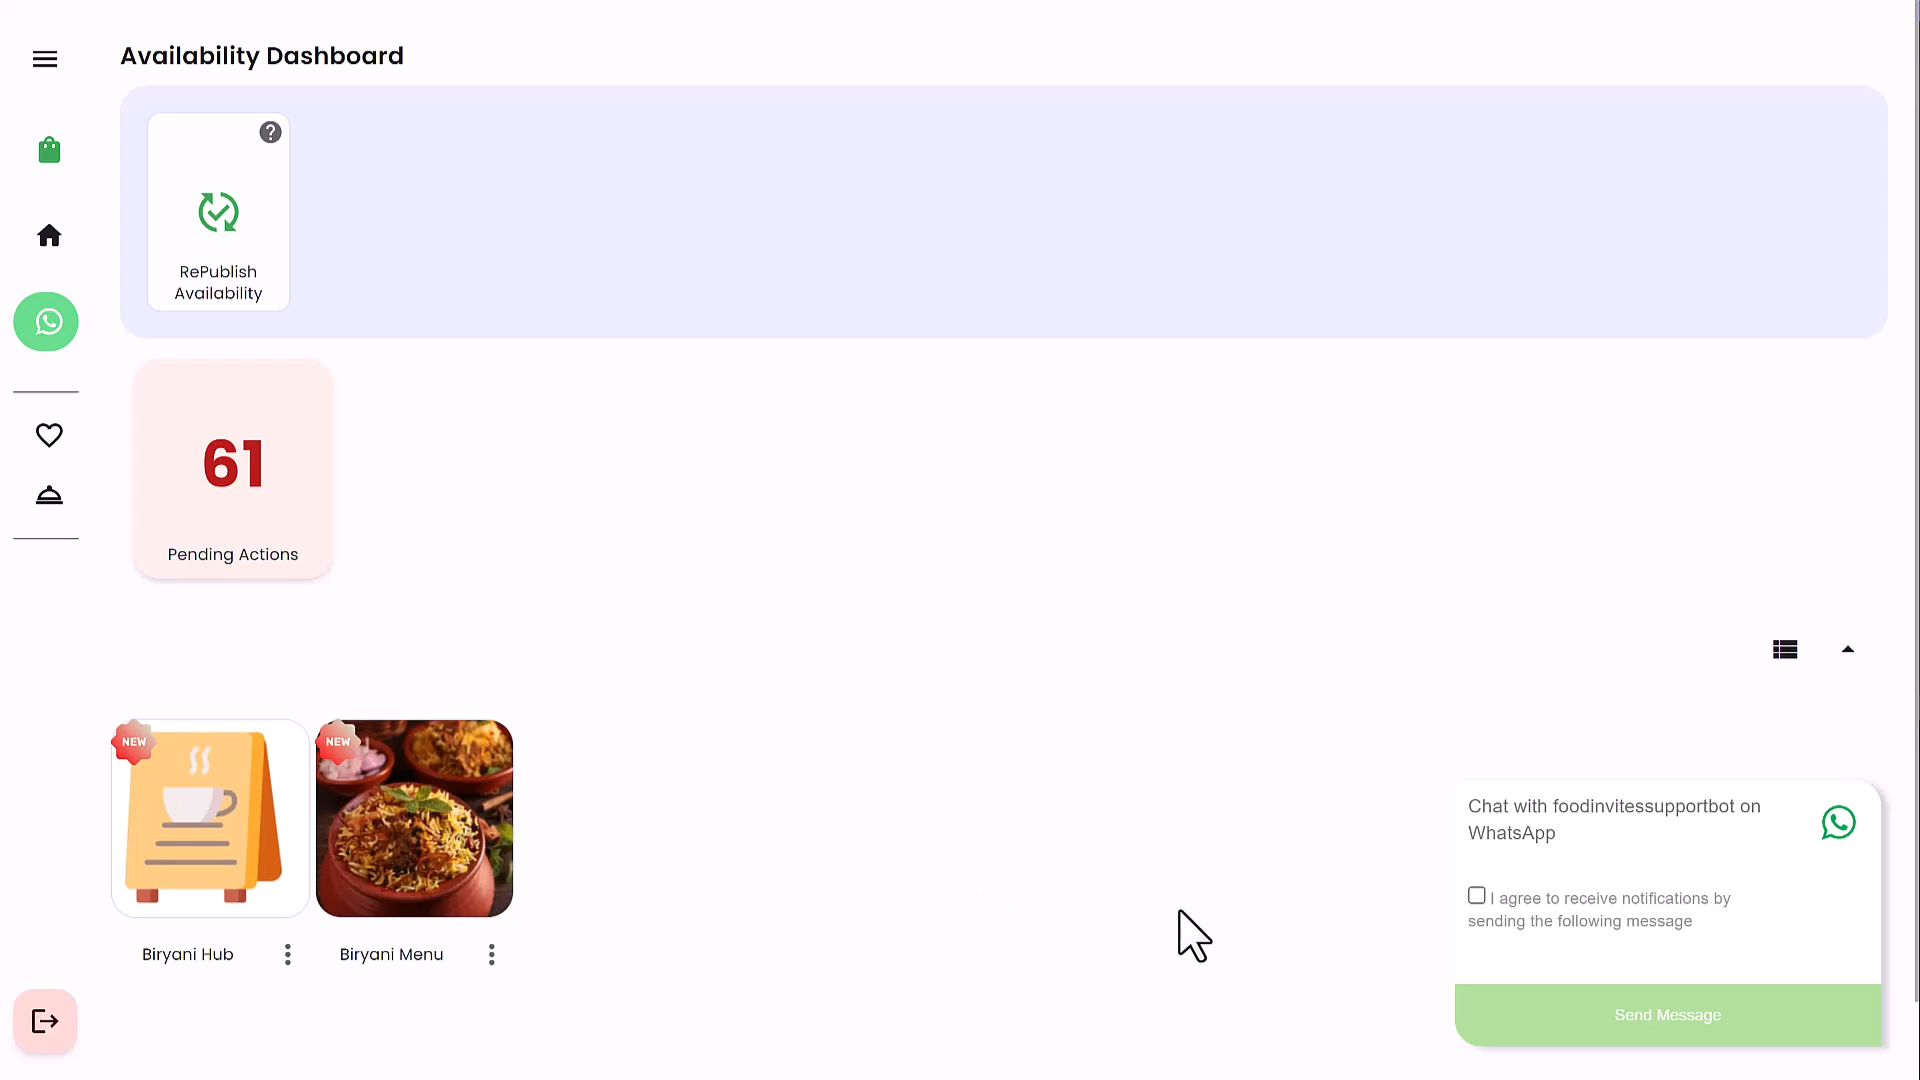 Availability Dashboard
RePublish
Availability
61
Pending Actions
NEW
NEW
Biryani Hub
Biryani Menu
Chat with foodinvitessupportbot on
WhatsApp
I agree to receive notifications by
sending the following message
Send Message